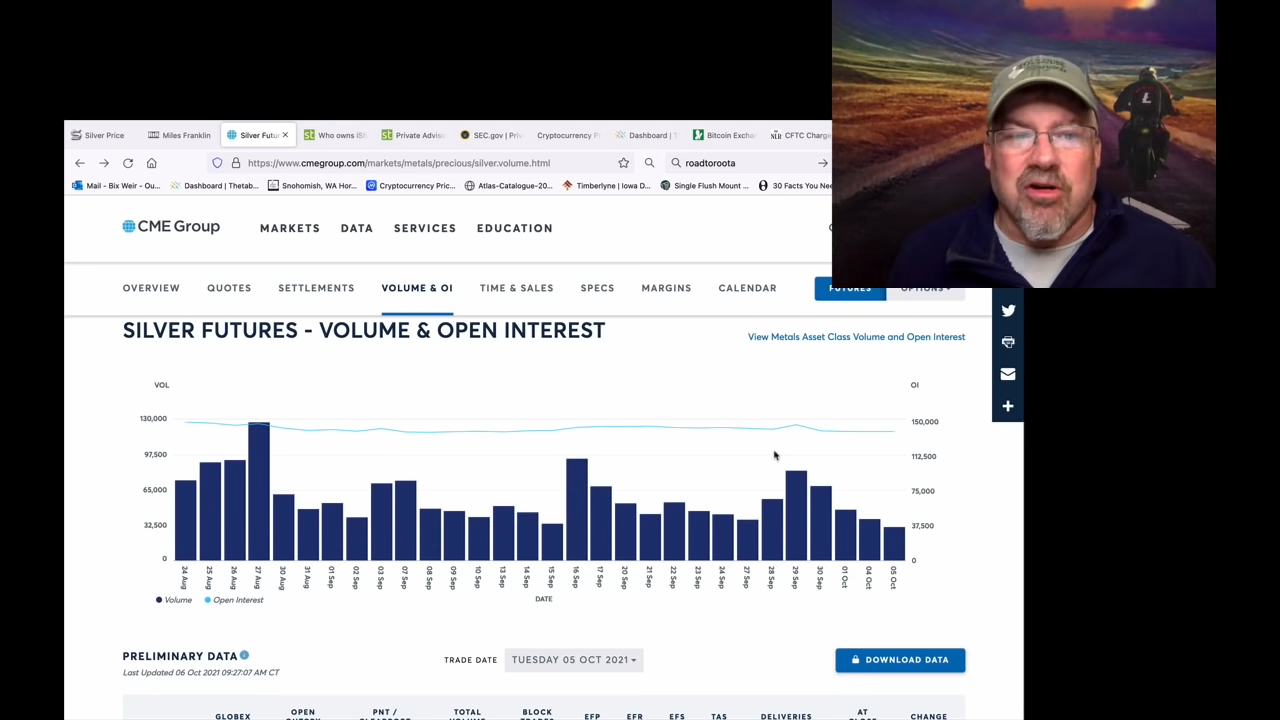 Silver Price
Miles Franklin
Silver Futur
Who owns iSh
Private Adviso
SEC.gov | Priv
Cryptocurrency P
Dashboard | T
Bitcoin Excha
CFTC Charge
https://www.cmegroup.com/markets/metals/precious/silver.volume.html
roadtoroota
Mail - Bix Weir - Ou...
Dashboard | Thetab...
Snohomish, WA Hor...
Cryptocurrency Pric...
Atlas-Catalogue-20...
Timberlyne | Iowa D...
Single Flush Mount ...
30 Facts You Nee
CME Group
MARKETS DATA SERVICES EDUCATION
OVERVIEW QUOTES SETTLEMENTS VOLUME & OI TIME & SALES SPECS MARGINS CALENDAR FUTURES OPTIONS
SILVER FUTURES - VOLUME & OPEN INTEREST
View Metals Asset Class Volume and Open Interest
VOL OI
130,000 150,000
97,500 112,500
65,000 75,000
32,500 37,500
0 0
24 Aug 25 Aug 26 Aug 27 Aug 30 Aug 31 Aug 01 Sep 02 Sep 03 Sep 07 Sep 08 Sep 09 Sep 10 Sep 13 Sep 14 Sep 15 Sep 16 Sep 17 Sep 20 Sep 21 Sep 22 Sep 23 Sep 24 Sep 27 Sep 28 Sep 29 Sep 30 Sep 01 Oct 04 Oct 05 Oct
DATE
Volume Open Interest
PRELIMINARY DATA
Last Updated 06 Oct 2021 09:27:07 AM CT
TRADE DATE TUESDAY 05 OCT 2021
DOWNLOAD DATA
GLOBEX OPEN PNT / TOTAL BLOCK EFP EFR EFS TAS DELIVERIES AT CHANGE